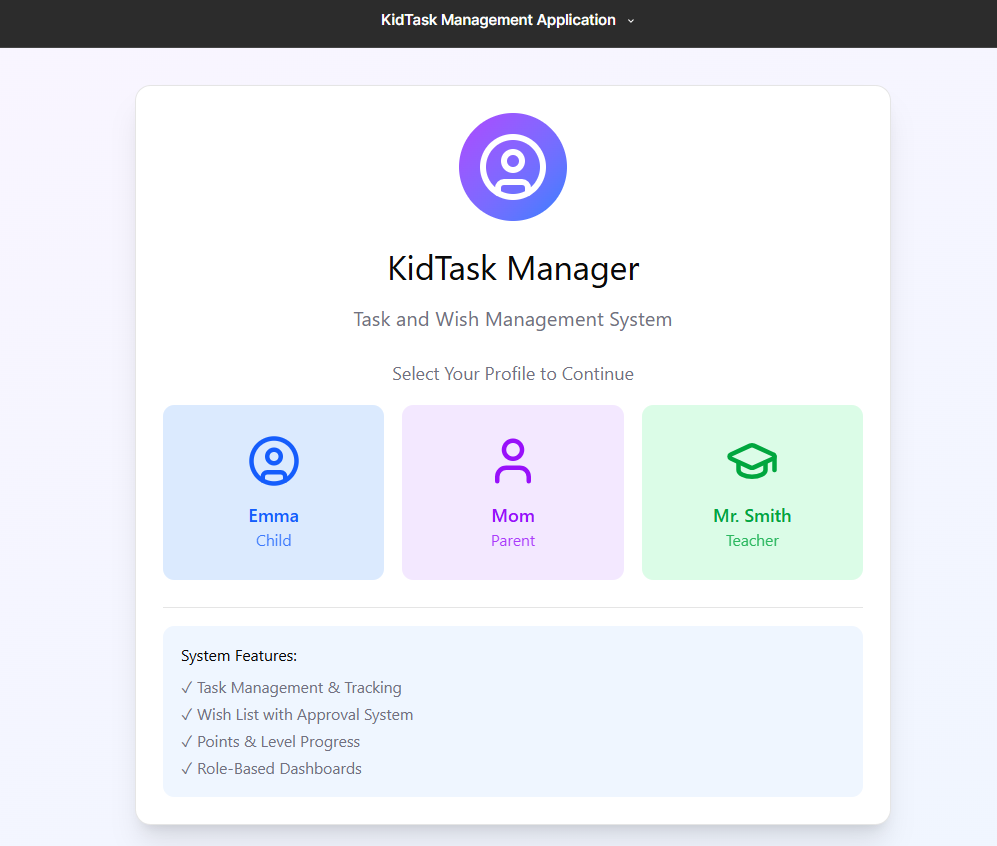 KidTask Management Application
KidTask Manager
Task and Wish Management System
Select Your Profile to Continue
Emma
Child
Mom
Parent
Mr. Smith
Teacher
System Features:
✓ Task Management & Tracking
✓ Wish List with Approval System
✓ Points & Level Progress
✓ Role-Based Dashboards